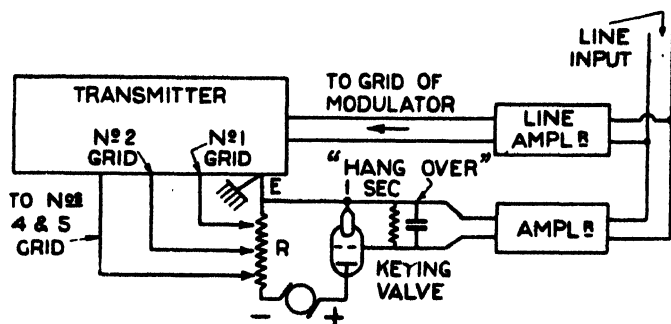 LINE
INPUT
TRANSMITTER
TO GRID OF
MODULATOR
LINE
AMPLR
Nº2
GRID
Nº1
GRID
"HANG OVER"
1 SEC
E
TO Nºs
4 & 5
GRID
R
AMPLR
KEYING
VALVE
- +